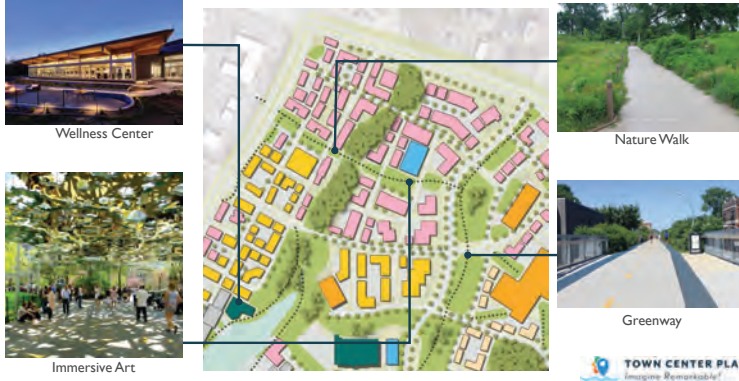 Wellness Center
Nature Walk
Immersive Art
Greenway
TOWN CENTER PLA
Imagine Remarkable!